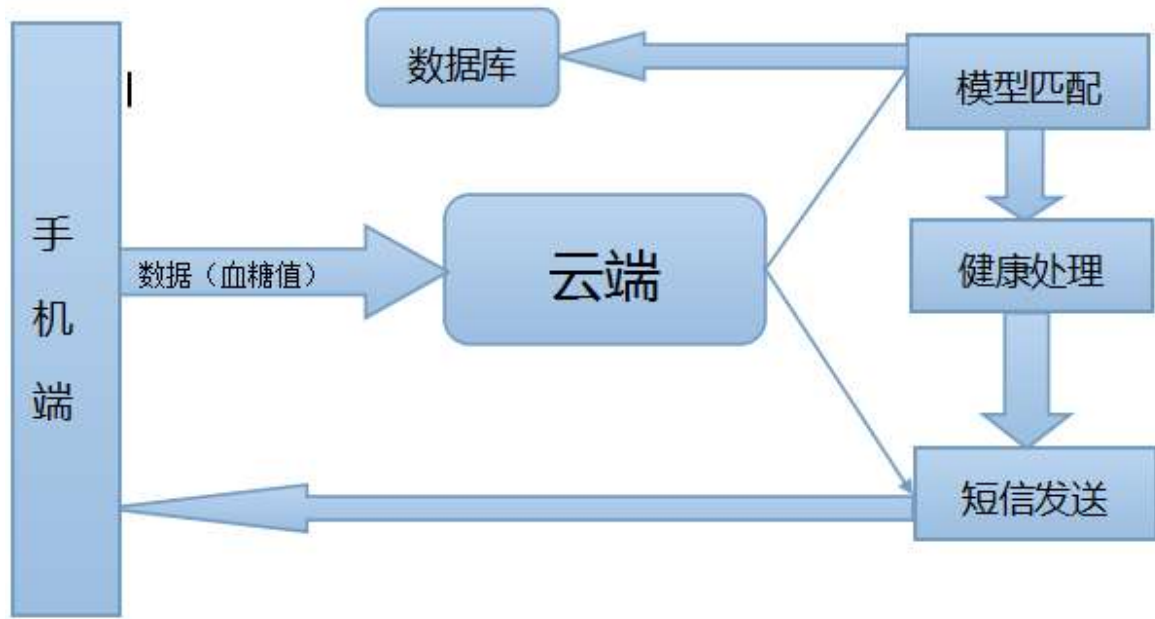 数据库
模型匹配
手机端
数据（血糖值）
云端
健康处理
短信发送